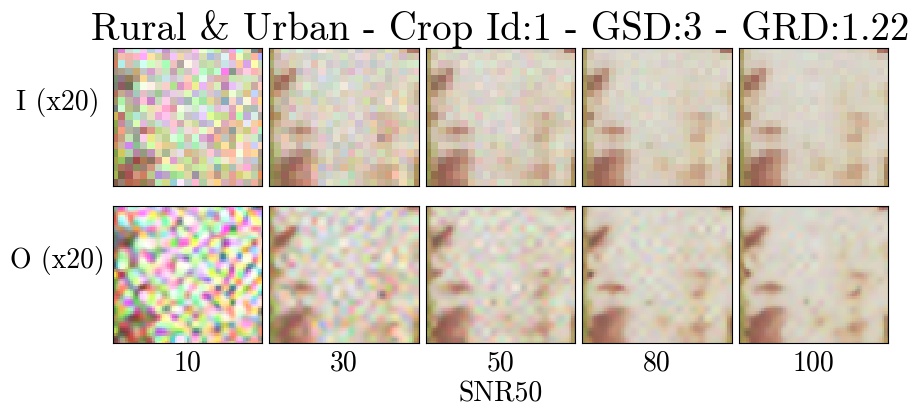 Rural & Urban - Crop Id:1 - GSD:3 - GRD:1.22
I (x20)
O (x20)
10 30 50 80 100
SNR50